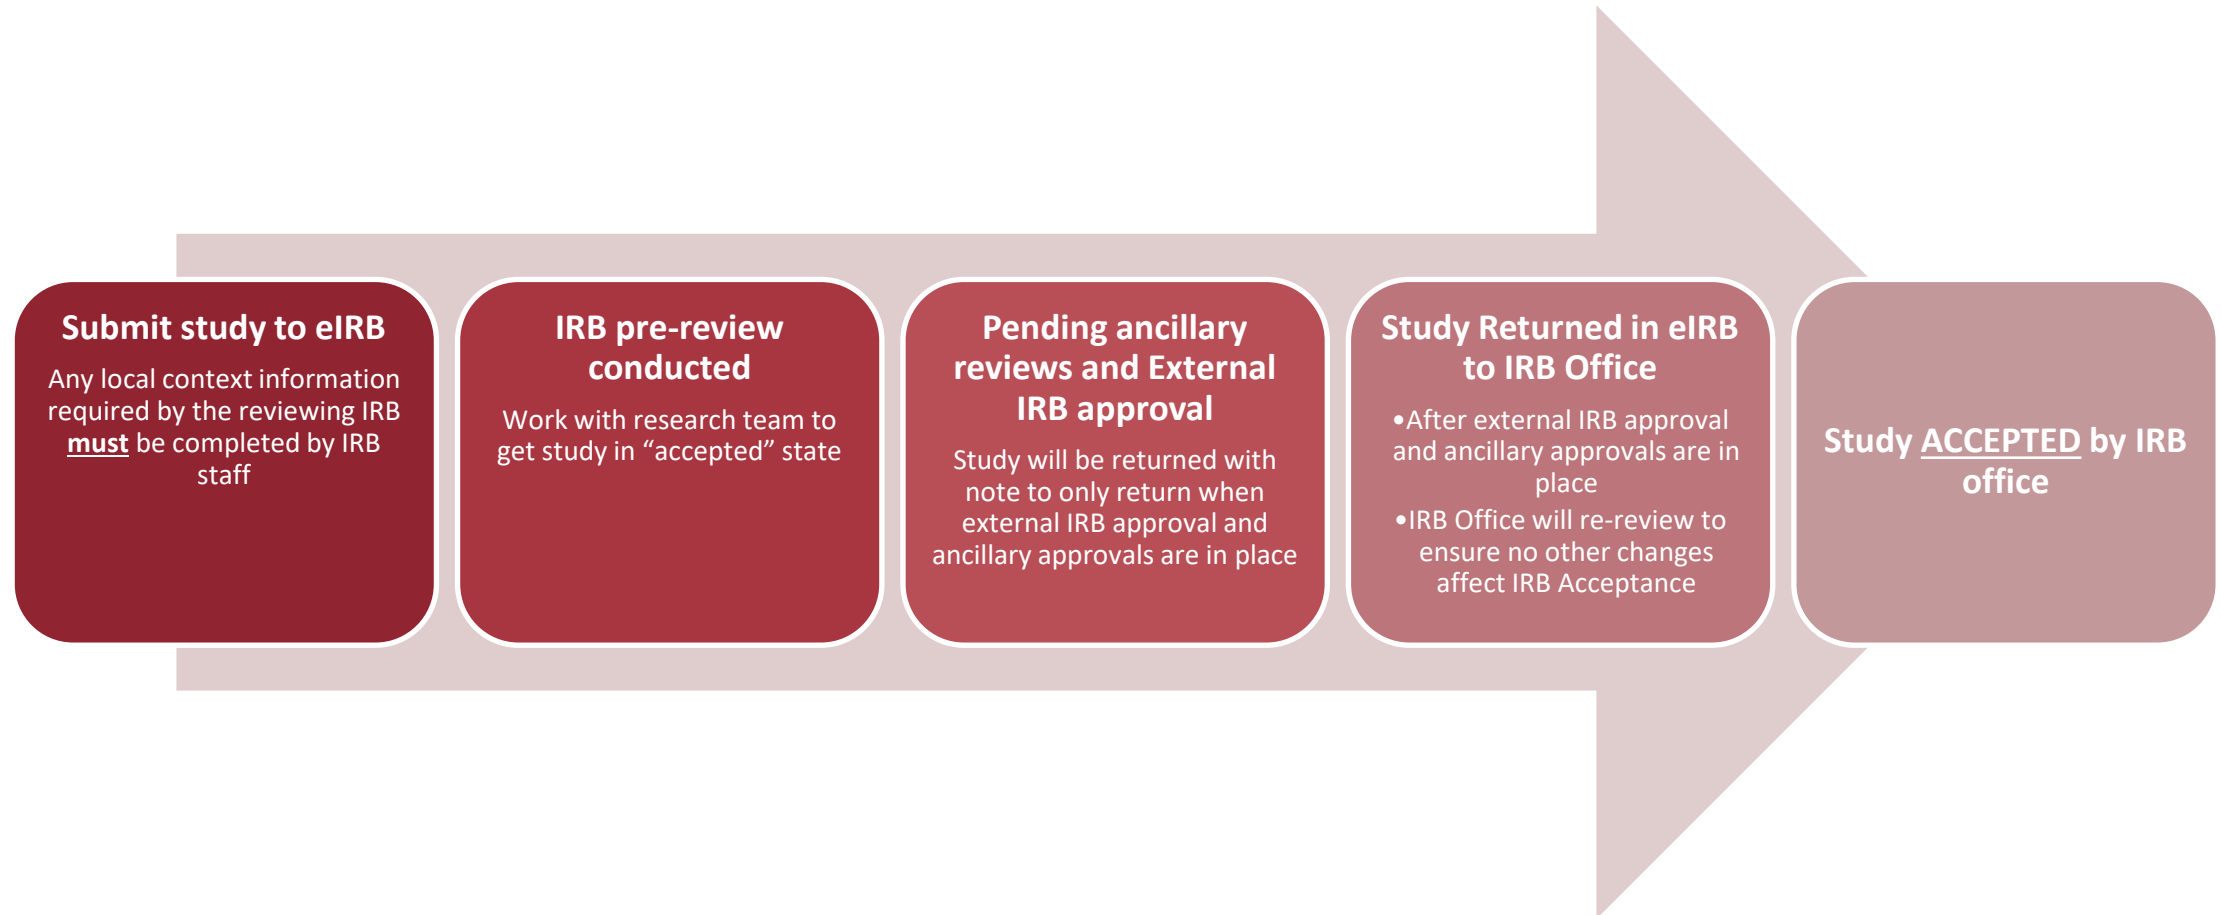 Submit study to eIRB
Any local context information
required by the reviewing IRB
must be completed by IRB
staff
IRB pre-review
conducted
Work with research team to
get study in “accepted” state
Pending ancillary
reviews and External
IRB approval
Study will be returned with
note to only return when
external IRB approval and
ancillary approvals are in place
Study Returned in eIRB
to IRB Office
•After external IRB approval
and ancillary approvals are in
place
•IRB Office will re-review to
ensure no other changes
affect IRB Acceptance
Study ACCEPTED by IRB
office